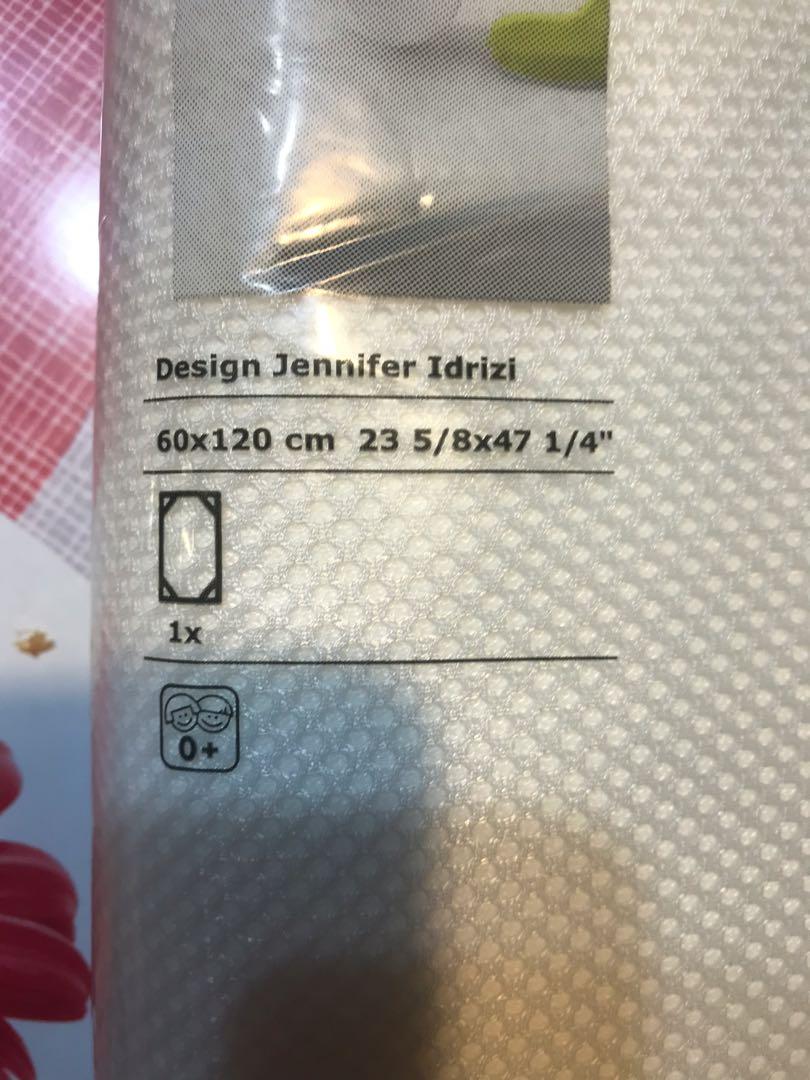 Design Jennifer Idrizi
60x120 cm 23 5/8x47 1/4"
1x
0+